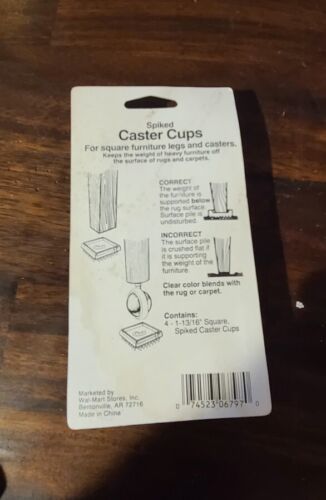 Spiked
Caster Cups
For square furniture legs and casters.
Keeps the weight of heavy furniture off
the surface of rugs and carpets.
CORRECT
The weight of
the furniture is
supported below
the rug surface.
Surface pile is
undisturbed.
INCORRECT
The surface pile
is crushed flat if
it is supporting
the weight of the
furniture.
Clear color blends with
the rug or carpet.
Contains:
4 - 1-13/16" Square,
Spiked Caster Cups
Marketed by
Wal-Mart Stores, Inc.
Bentonville, AR 72716
Made in China
0 74523 06797 0